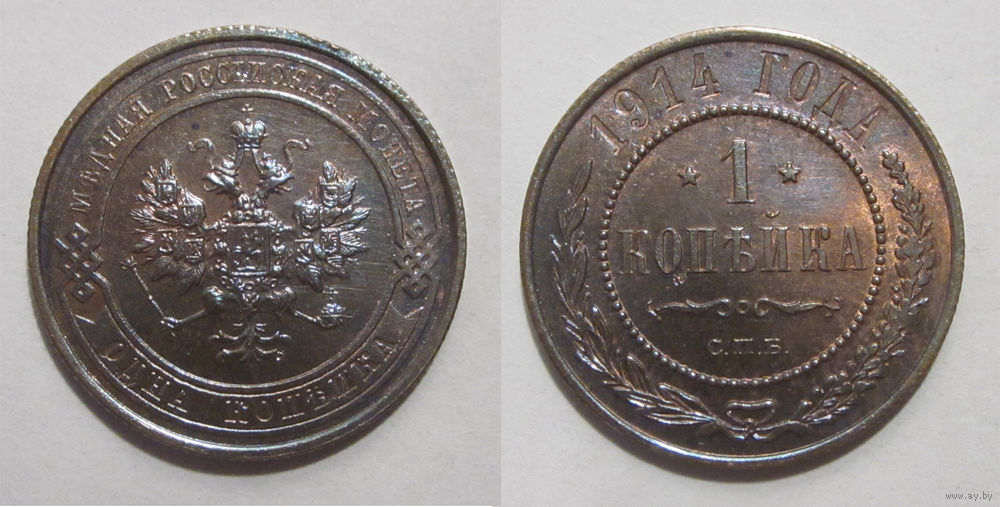 МѢДНАЯ РОССІЙСКАЯ МОНЕТА
ОДНА КОПѢЙКА
1914 ГОДА
1
КОПѢЙКА
С.П.Б.
www.ay.by